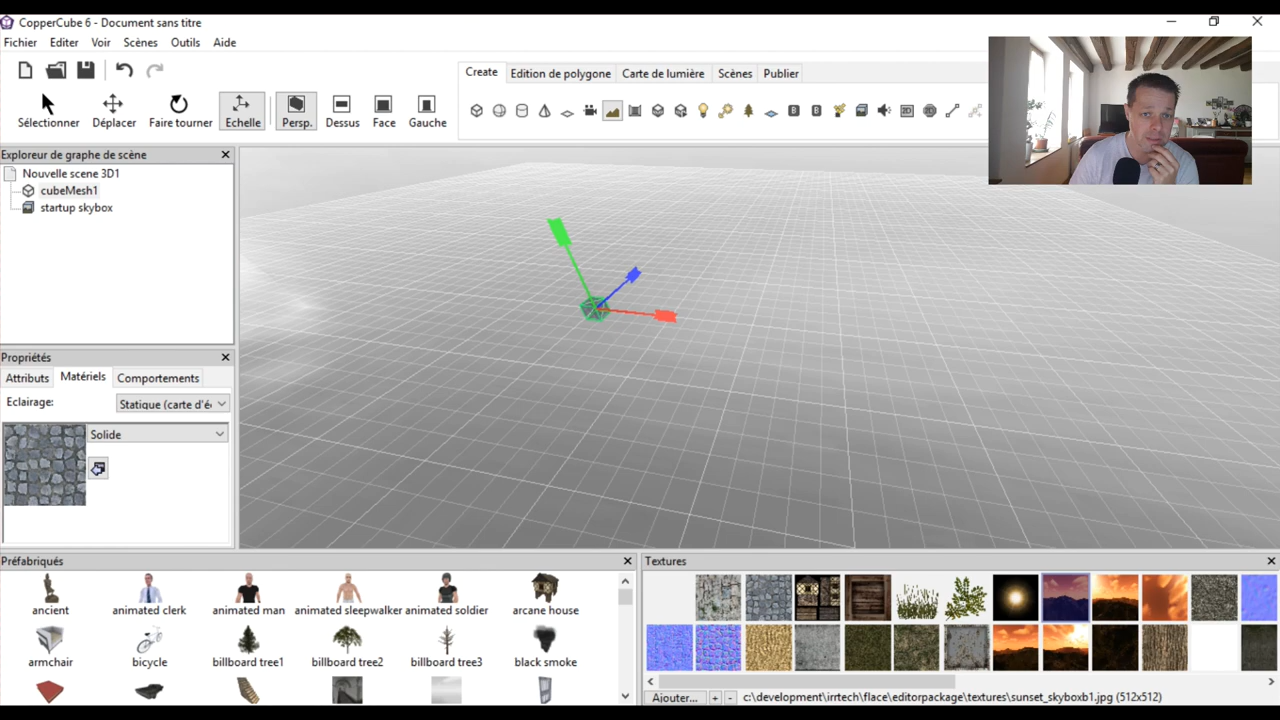 CopperCube 6 - Document sans titre
Fichier Editer Voir Scènes Outils Aide
Create Edition de polygone Carte de lumière Scènes Publier
Sélectionner Déplacer Faire tourner Echelle Persp. Dessus Face Gauche
Exploreur de graphe de scène
Nouvelle scene 3D1
cubeMesh1
startup skybox
Propriétés
Attributs Matériels Comportements
Eclairage: Statique (carte d'é
Solide
Préfabriqués
ancient animated clerk animated man animated sleepwalker animated soldier arcane house
armchair bicycle billboard tree1 billboard tree2 billboard tree3 black smoke
Textures
Ajouter... + - c:\development\irrtech\flace\editorpackage\textures\sunset_skyboxb1.jpg (512x512)